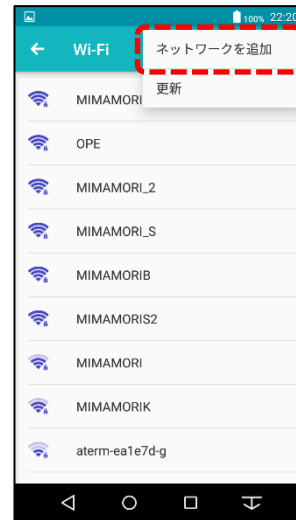 100% 22:20
Wi-Fi
ネットワークを追加
更新
MIMAMORI
OPE
MIMAMORI_2
MIMAMORI_S
MIMAMORIB
MIMAMORIS2
MIMAMORI
MIMAMORIK
aterm-ea1e7d-g